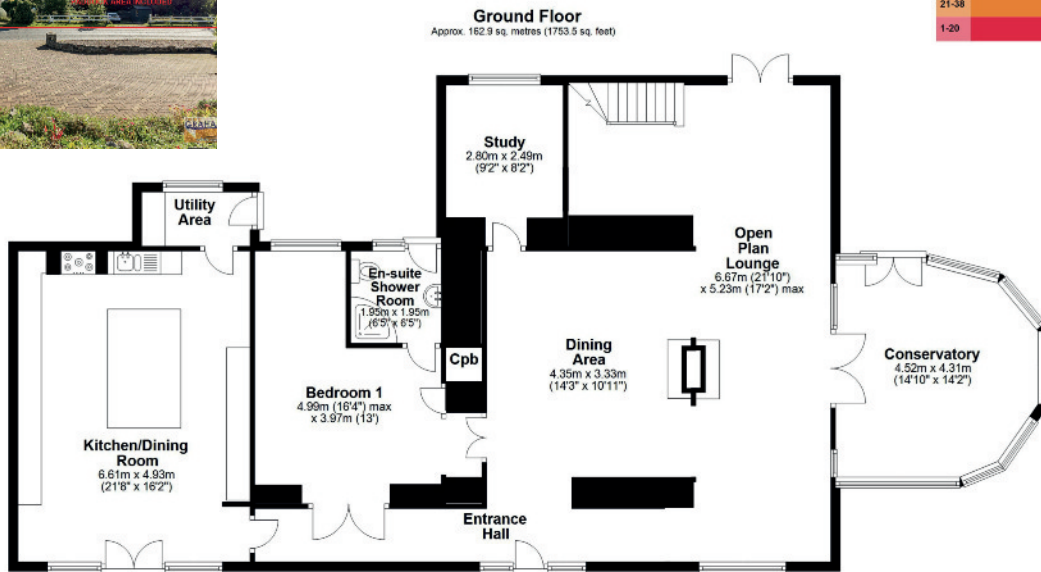 Ground Floor
Approx. 162.9 sq. metres (1753.5 sq. feet)
21-38
1-20
Study
2.80m x 2.49m
(9'2" x 8'2")
Utility
Area
En-suite
Shower
Room
1.95m x 1.95m
(6'5" x 6'5")
Open
Plan
Lounge
6.67m (21'10")
x 5.23m (17'2") max
Cpb
Dining
Area
4.35m x 3.33m
(14'3" x 10'11")
Conservatory
4.52m x 4.31m
(14'10" x 14'2")
Bedroom 1
4.99m (16'4") max
x 3.97m (13')
Kitchen/Dining
Room
6.61m x 4.93m
(21'8" x 16'2")
Entrance
Hall
AREA INCLUDED